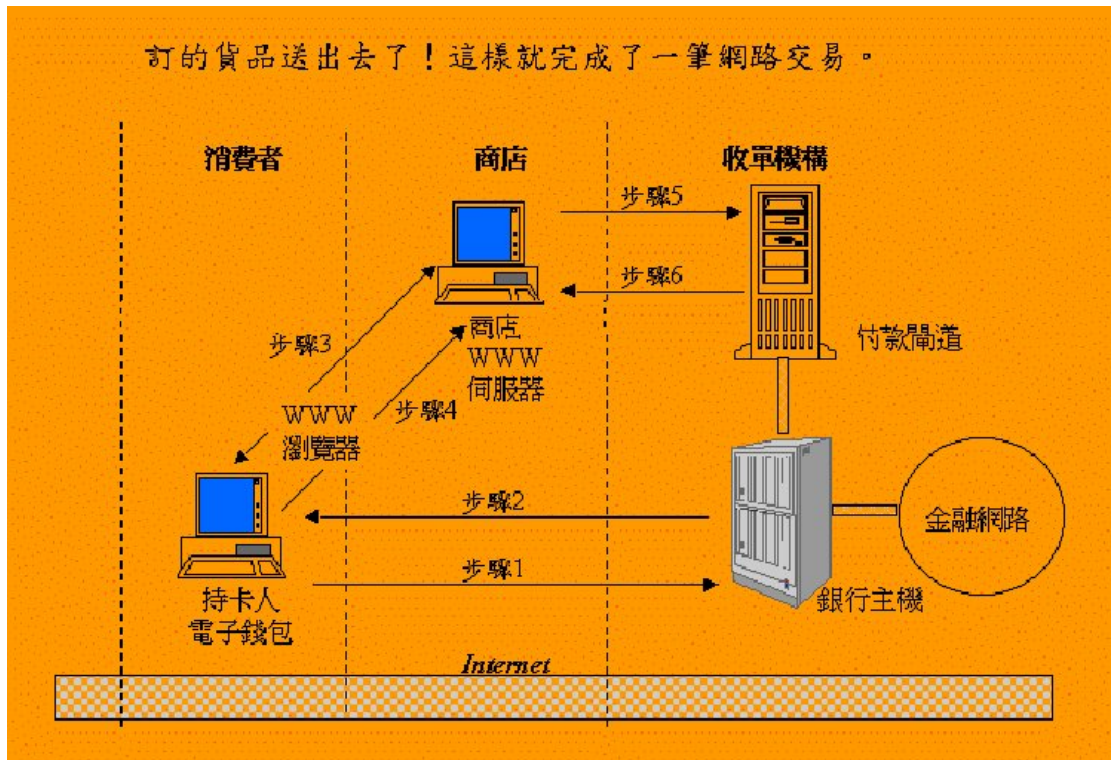 訂的貨品送出去了！這樣就完成了一筆網路交易。
消費者
商店
收單機構
步驟5
步驟6
商店
WWW
伺服器
付款閘道
步驟3
WWW
瀏覽器
步驟4
步驟2
步驟1
金融網路
持卡人
電子錢包
銀行主機
Internet